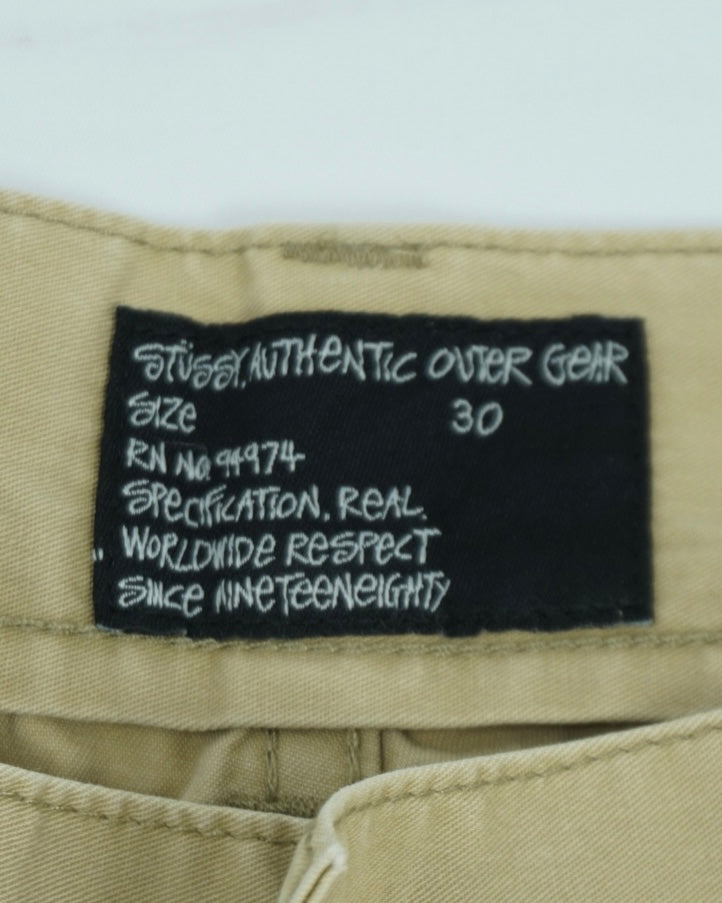 STÜSSY, AUTHENTIC OUTER GEAR
SIZE 30
RN No. 94974
SPECIFICATION. REAL.
WORLDWIDE RESPECT
SINCE NINETEENEIGHTY